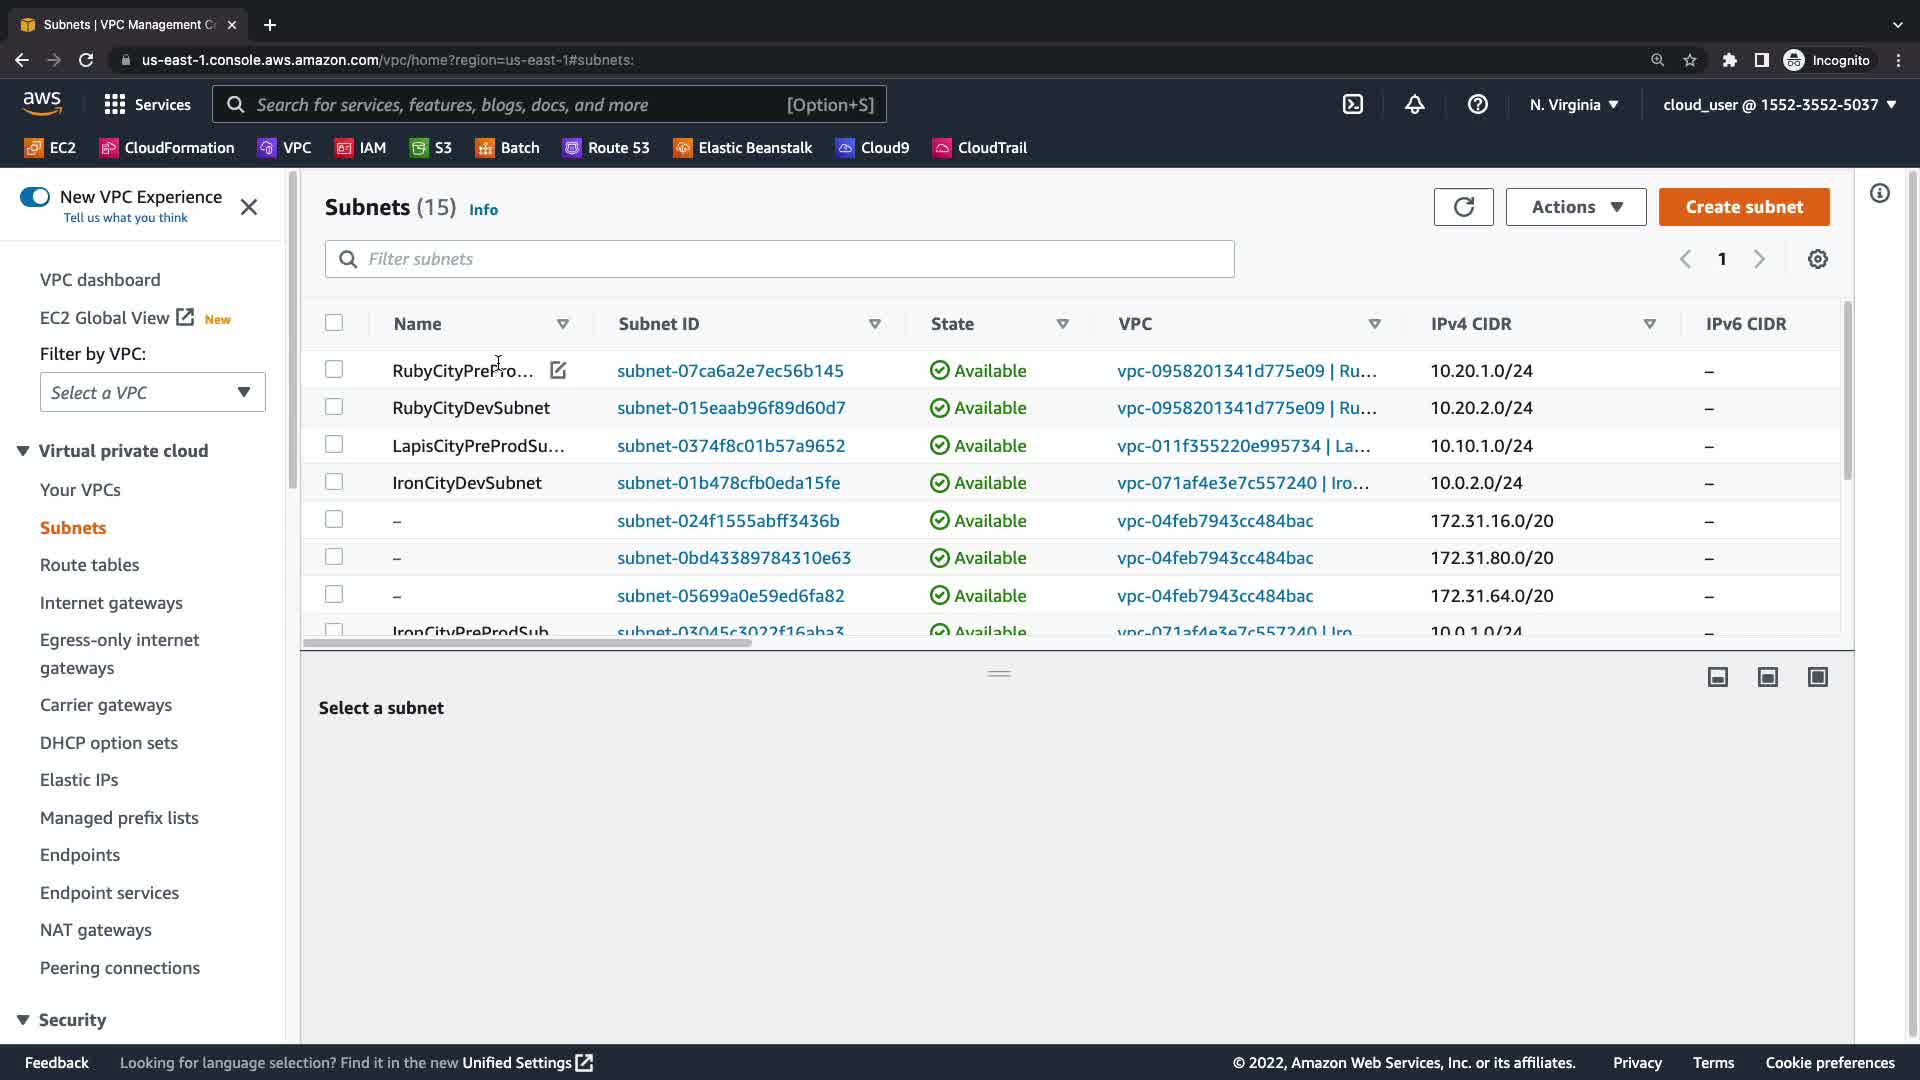 Subnets | VPC Management C
us-east-1.console.aws.amazon.com/vpc/home?region=us-east-1#subnets:
Incognito
aws
Services
Search for services, features, blogs, docs, and more [Option+S]
N. Virginia
cloud_user @ 1552-3552-5037
EC2 CloudFormation VPC IAM S3 Batch Route 53 Elastic Beanstalk Cloud9 CloudTrail
New VPC Experience
Tell us what you think
VPC dashboard
EC2 Global View New
Filter by VPC:
Select a VPC
Virtual private cloud
Your VPCs
Subnets
Route tables
Internet gateways
Egress-only internet
gateways
Carrier gateways
DHCP option sets
Elastic IPs
Managed prefix lists
Endpoints
Endpoint services
NAT gateways
Peering connections
Security
Subnets (15) Info
Actions
Create subnet
Filter subnets
1
Name Subnet ID State VPC IPv4 CIDR IPv6 CIDR
RubyCityPrePro... subnet-07ca6a2e7ec56b145 Available vpc-0958201341d775e09 | Ru... 10.20.1.0/24 –
RubyCityDevSubnet subnet-015eaab96f89d60d7 Available vpc-0958201341d775e09 | Ru... 10.20.2.0/24 –
LapisCityPreProdSu... subnet-0374f8c01b57a9652 Available vpc-011f355220e995734 | La... 10.10.1.0/24 –
IronCityDevSubnet subnet-01b478cfb0eda15fe Available vpc-071af4e3e7c557240 | Iro... 10.0.2.0/24 –
– subnet-024f1555abff3436b Available vpc-04feb7943cc484bac 172.31.16.0/20 –
– subnet-0bd43389784310e63 Available vpc-04feb7943cc484bac 172.31.80.0/20 –
– subnet-05699a0e59ed6fa82 Available vpc-04feb7943cc484bac 172.31.64.0/20 –
IronCityPreProdSub subnet-03045c3022f16aba3 Available vpc-071af4e3e7c557240 | Iro 10.0.1.0/24 –
Select a subnet
Feedback
Looking for language selection? Find it in the new Unified Settings
© 2022, Amazon Web Services, Inc. or its affiliates.
Privacy
Terms
Cookie preferences